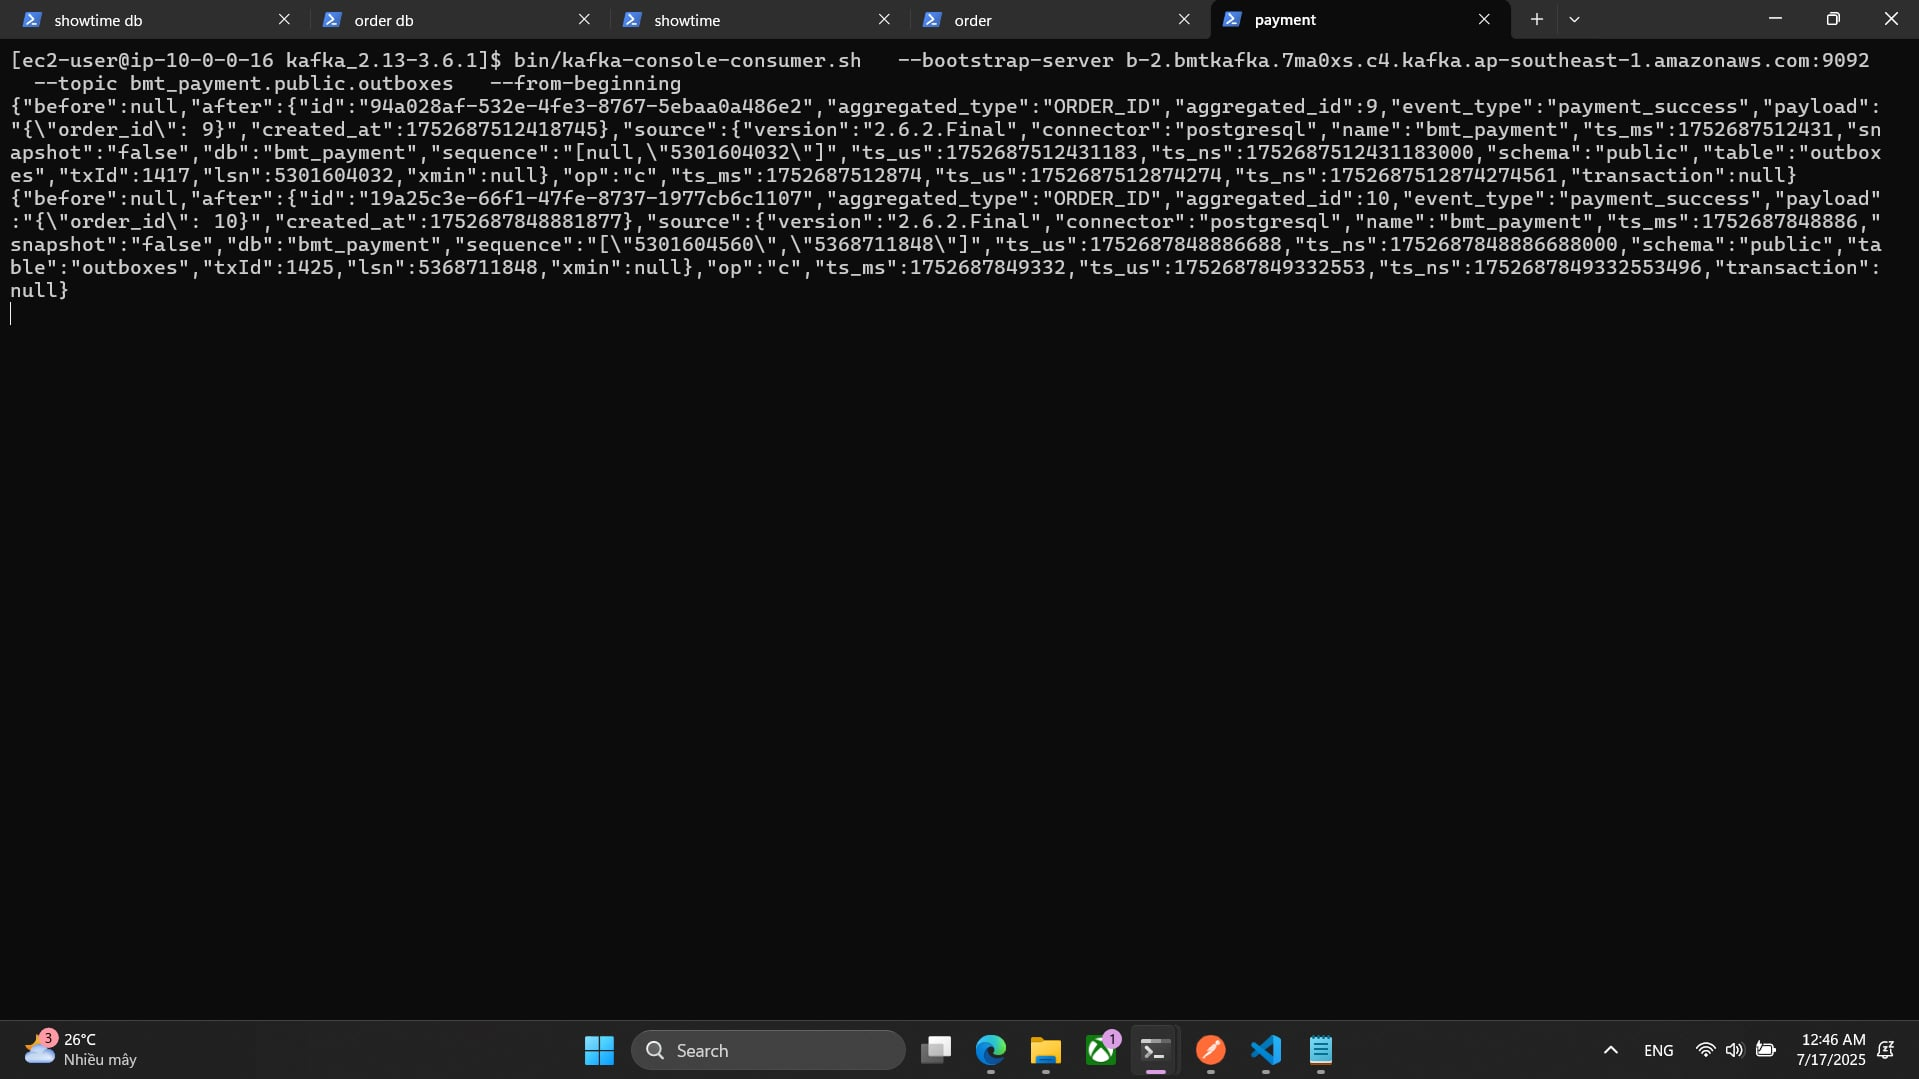 showtime db
order db
showtime
order
payment
[ec2-user@ip-10-0-0-16 kafka_2.13-3.6.1]$ bin/kafka-console-consumer.sh   --bootstrap-server b-2.bmtkafka.7ma0xs.c4.kafka.ap-southeast-1.amazonaws.com:9092
  --topic bmt_payment.public.outboxes   --from-beginning
{"before":null,"after":{"id":"94a028af-532e-4fe3-8767-5ebaa0a486e2","aggregated_type":"ORDER_ID","aggregated_id":9,"event_type":"payment_success","payload":
"{\"order_id\": 9}","created_at":1752687512418745},"source":{"version":"2.6.2.Final","connector":"postgresql","name":"bmt_payment","ts_ms":1752687512431,"sn
apshot":"false","db":"bmt_payment","sequence":"[null,\"5301604032\"]","ts_us":1752687512431183,"ts_ns":1752687512431183000,"schema":"public","table":"outbox
es","txId":1417,"lsn":5301604032,"xmin":null},"op":"c","ts_ms":1752687512874,"ts_us":1752687512874274,"ts_ns":1752687512874274561,"transaction":null}
{"before":null,"after":{"id":"19a25c3e-66f1-47fe-8737-1977cb6c1107","aggregated_type":"ORDER_ID","aggregated_id":10,"event_type":"payment_success","payload"
:"{\"order_id\": 10}","created_at":1752687848881877},"source":{"version":"2.6.2.Final","connector":"postgresql","name":"bmt_payment","ts_ms":1752687848886,"
snapshot":"false","db":"bmt_payment","sequence":"[\"5301604560\",\"5368711848\"]","ts_us":1752687848886688,"ts_ns":1752687848886688000,"schema":"public","ta
ble":"outboxes","txId":1425,"lsn":5368711848,"xmin":null},"op":"c","ts_ms":1752687849332,"ts_us":1752687849332553,"ts_ns":1752687849332553496,"transaction":
null}
3
26°C
Nhiều mây
Search
1
ENG
12:46 AM
7/17/2025